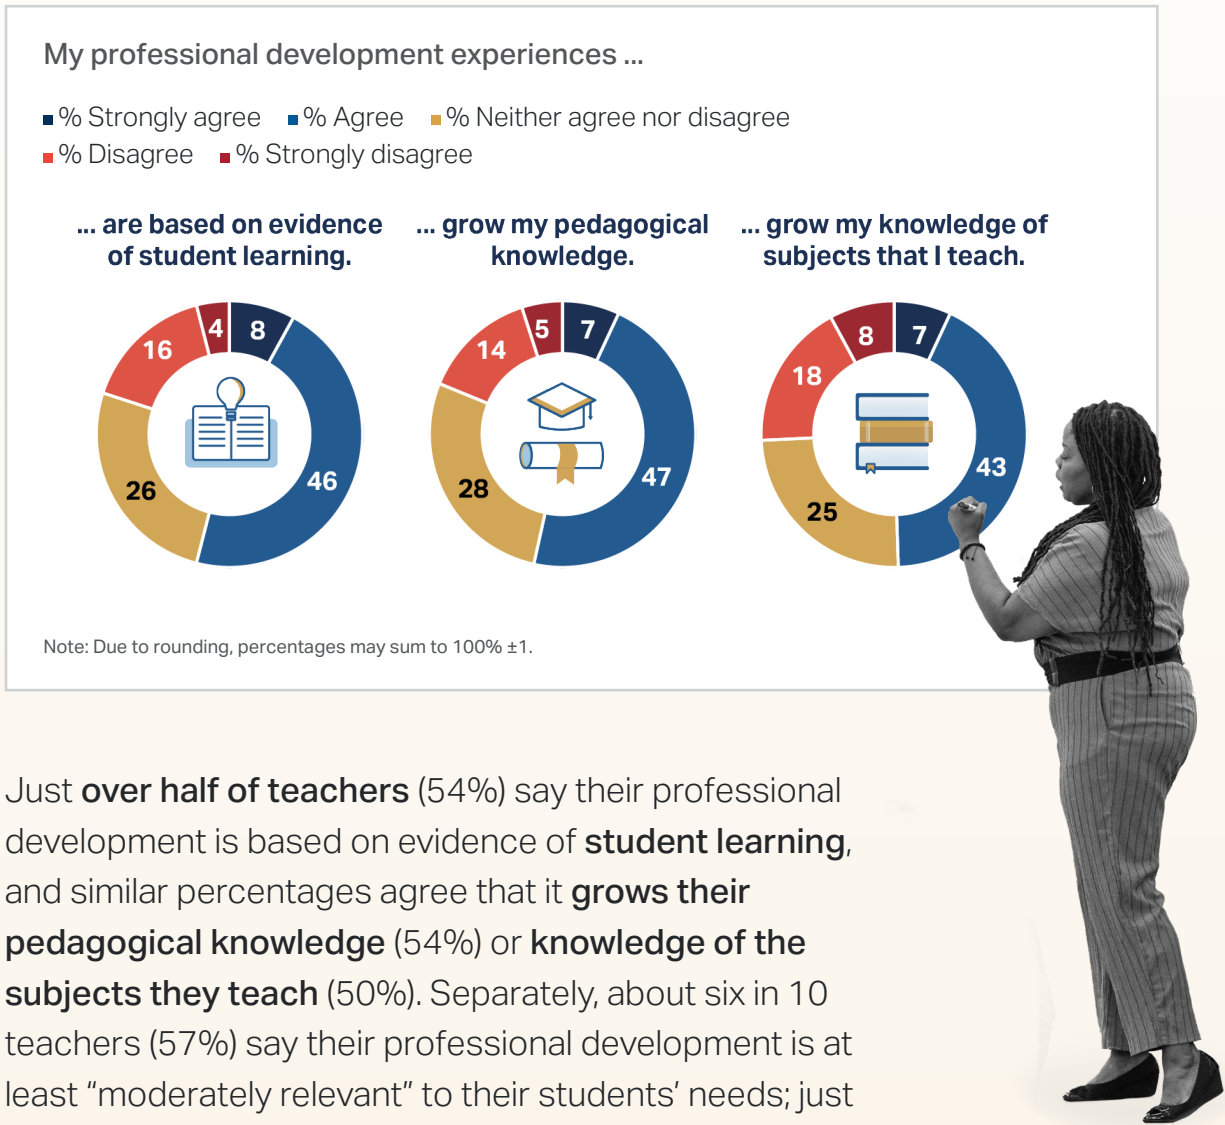 My professional development experiences ...
% Strongly agree % Agree % Neither agree nor disagree
% Disagree % Strongly disagree
... are based on evidence
of student learning.
8
46
26
16
4
... grow my pedagogical
knowledge.
7
47
28
14
5
... grow my knowledge of
subjects that I teach.
7
43
25
18
8
Note: Due to rounding, percentages may sum to 100% ±1.
Just over half of teachers (54%) say their professional
development is based on evidence of student learning,
and similar percentages agree that it grows their
pedagogical knowledge (54%) or knowledge of the
subjects they teach (50%). Separately, about six in 10
teachers (57%) say their professional development is at
least “moderately relevant” to their students’ needs; just